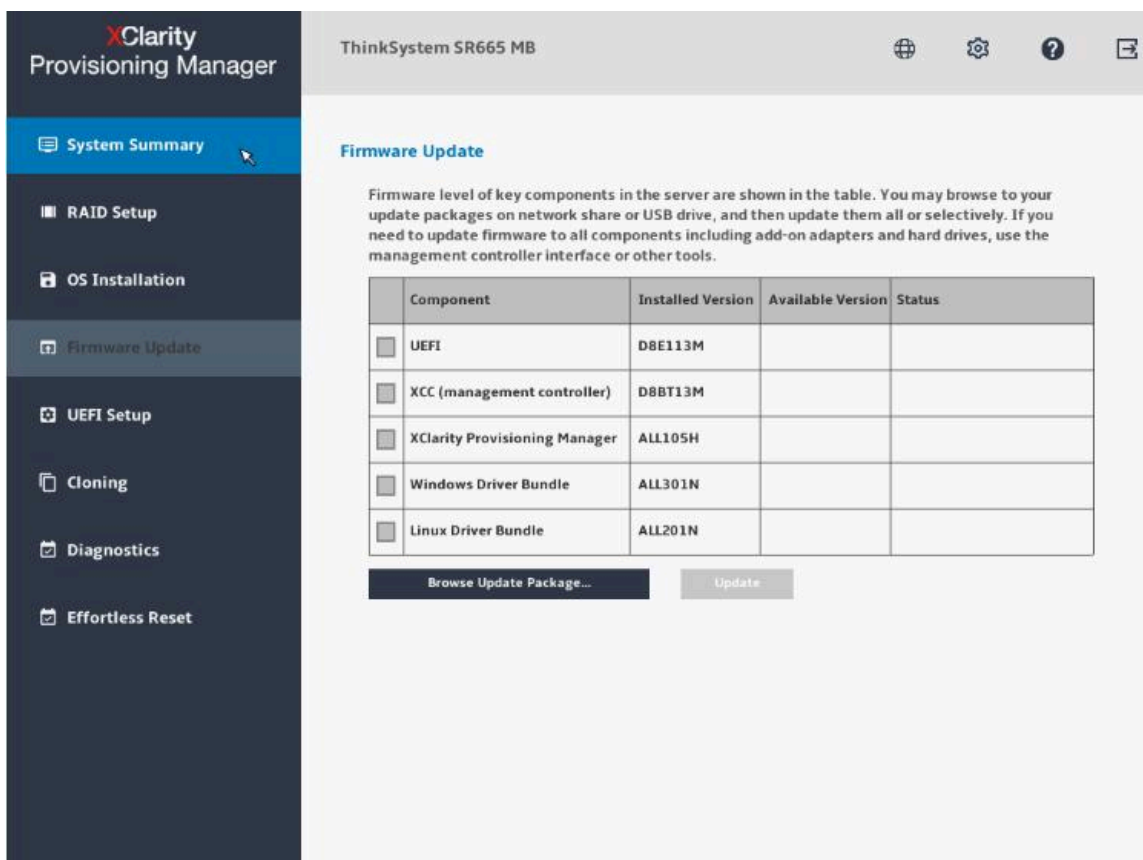 XClarity
Provisioning Manager
ThinkSystem SR665 MB
System Summary
RAID Setup
OS Installation
Firmware Update
UEFI Setup
Cloning
Diagnostics
Effortless Reset
Firmware Update
Firmware level of key components in the server are shown in the table. You may browse to your
update packages on network share or USB drive, and then update them all or selectively. If you
need to update firmware to all components including add-on adapters and hard drives, use the
management controller interface or other tools.
Component Installed Version Available Version Status
UEFI D8E113M
XCC (management controller) D8BT13M
XClarity Provisioning Manager ALL105H
Windows Driver Bundle ALL301N
Linux Driver Bundle ALL201N
Browse Update Package... Update